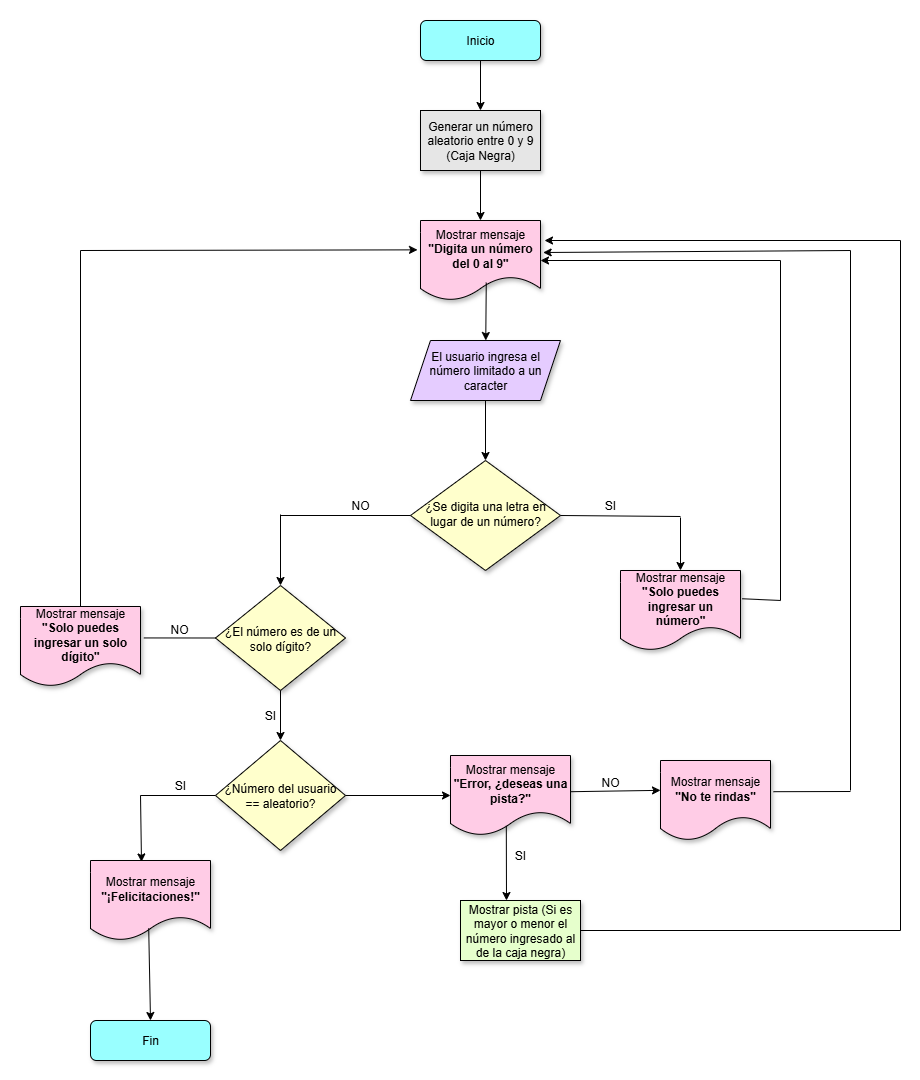 Inicio
Generar un número
aleatorio entre 0 y 9
(Caja Negra)
Mostrar mensaje
"Digita un número
del 0 al 9"
El usuario ingresa el
número limitado a un
caracter
¿Se digita una letra en
lugar de un número?
NO
SI
Mostrar mensaje
"Solo puedes
ingresar un
número"
¿El número es de un
solo dígito?
NO
Mostrar mensaje
"Solo puedes
ingresar un solo
dígito"
SI
¿Número del usuario
== aleatorio?
SI
Mostrar mensaje
"Error, ¿deseas una
pista?"
NO
Mostrar mensaje
"No te rindas"
SI
Mostrar mensaje
"¡Felicitaciones!"
Mostrar pista (Si es
mayor o menor el
número ingresado al
de la caja negra)
Fin